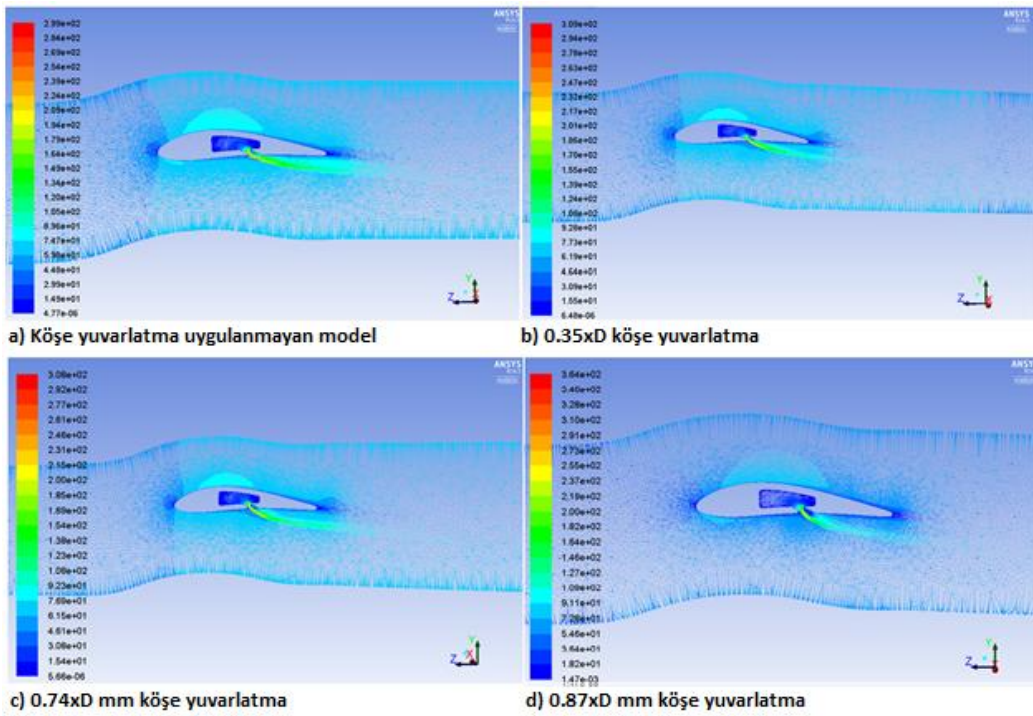 ANSYS
2.99e+02
2.84e+02
2.69e+02
2.54e+02
2.39e+02
2.24e+02
2.09e+02
1.94e+02
1.79e+02
1.64e+02
1.49e+02
1.34e+02
1.20e+02
1.05e+02
8.96e+01
7.47e+01
5.98e+01
4.48e+01
2.99e+01
1.49e+01
4.77e-06
Y
Z
X
a) Köşe yuvarlatma uygulanmayan model
ANSYS
3.09e+02
2.94e+02
2.78e+02
2.63e+02
2.47e+02
2.32e+02
2.17e+02
2.01e+02
1.86e+02
1.70e+02
1.55e+02
1.39e+02
1.24e+02
1.08e+02
9.28e+01
7.73e+01
6.19e+01
4.64e+01
3.09e+01
1.55e+01
6.48e-06
Y
Z
X
b) 0.35xD köşe yuvarlatma
ANSYS
3.08e+02
2.92e+02
2.77e+02
2.61e+02
2.46e+02
2.31e+02
2.15e+02
2.00e+02
1.85e+02
1.69e+02
1.54e+02
1.38e+02
1.23e+02
1.08e+02
9.23e+01
7.69e+01
6.15e+01
4.61e+01
3.08e+01
1.54e+01
5.66e-06
Y
Z
X
c) 0.74xD mm köşe yuvarlatma
ANSYS
3.64e+02
3.46e+02
3.28e+02
3.10e+02
2.91e+02
2.73e+02
2.55e+02
2.37e+02
2.19e+02
2.00e+02
1.82e+02
1.64e+02
1.46e+02
1.27e+02
1.09e+02
9.11e+01
7.28e+01
5.46e+01
3.64e+01
1.82e+01
1.47e-03
Y
Z
X
d) 0.87xD mm köşe yuvarlatma